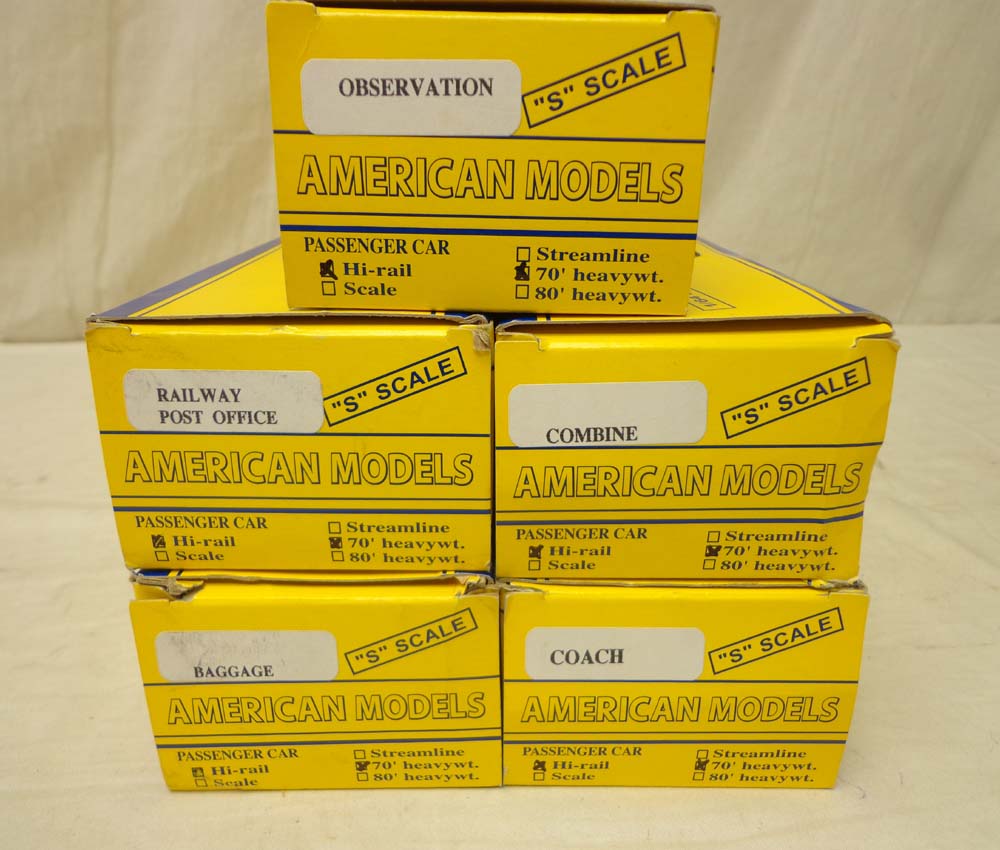 OBSERVATION
"S" SCALE
AMERICAN MODELS
PASSENGER CAR
Hi-rail
Scale
Streamline
70' heavywt.
80' heavywt.
RAILWAY
POST OFFICE
"S" SCALE
AMERICAN MODELS
PASSENGER CAR
Hi-rail
Scale
Streamline
70' heavywt.
80' heavywt.
COMBINE
"S" SCALE
AMERICAN MODELS
PASSENGER CAR
Hi-rail
Scale
Streamline
70' heavywt.
80' heavywt.
BAGGAGE
"S" SCALE
AMERICAN MODELS
PASSENGER CAR
Hi-rail
Scale
Streamline
70' heavywt.
80' heavywt.
COACH
"S" SCALE
AMERICAN MODELS
PASSENGER CAR
Hi-rail
Scale
Streamline
70' heavywt.
80' heavywt.